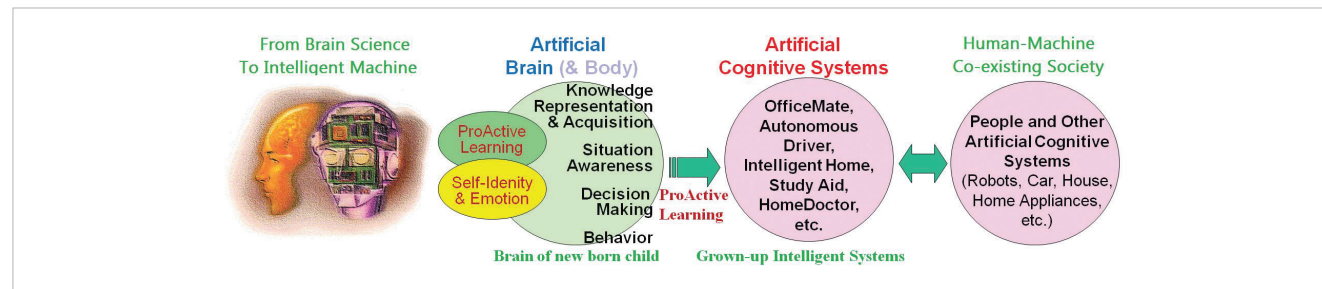 From Brain Science
To Intelligent Machine
Artificial
Brain (& Body)
Knowledge
Representation
& Acquisition
Situation
Awareness
Decision
Making
Behavior
ProActive
Learning
Self-Idenity
& Emotion
Brain of new born child
ProActive
Learning
Artificial
Cognitive Systems
OfficeMate,
Autonomous
Driver,
Intelligent Home,
Study Aid,
HomeDoctor,
etc.
Grown-up Intelligent Systems
Human-Machine
Co-existing Society
People and Other
Artificial Cognitive
Systems
(Robots, Car, House,
Home Appliances,
etc.)